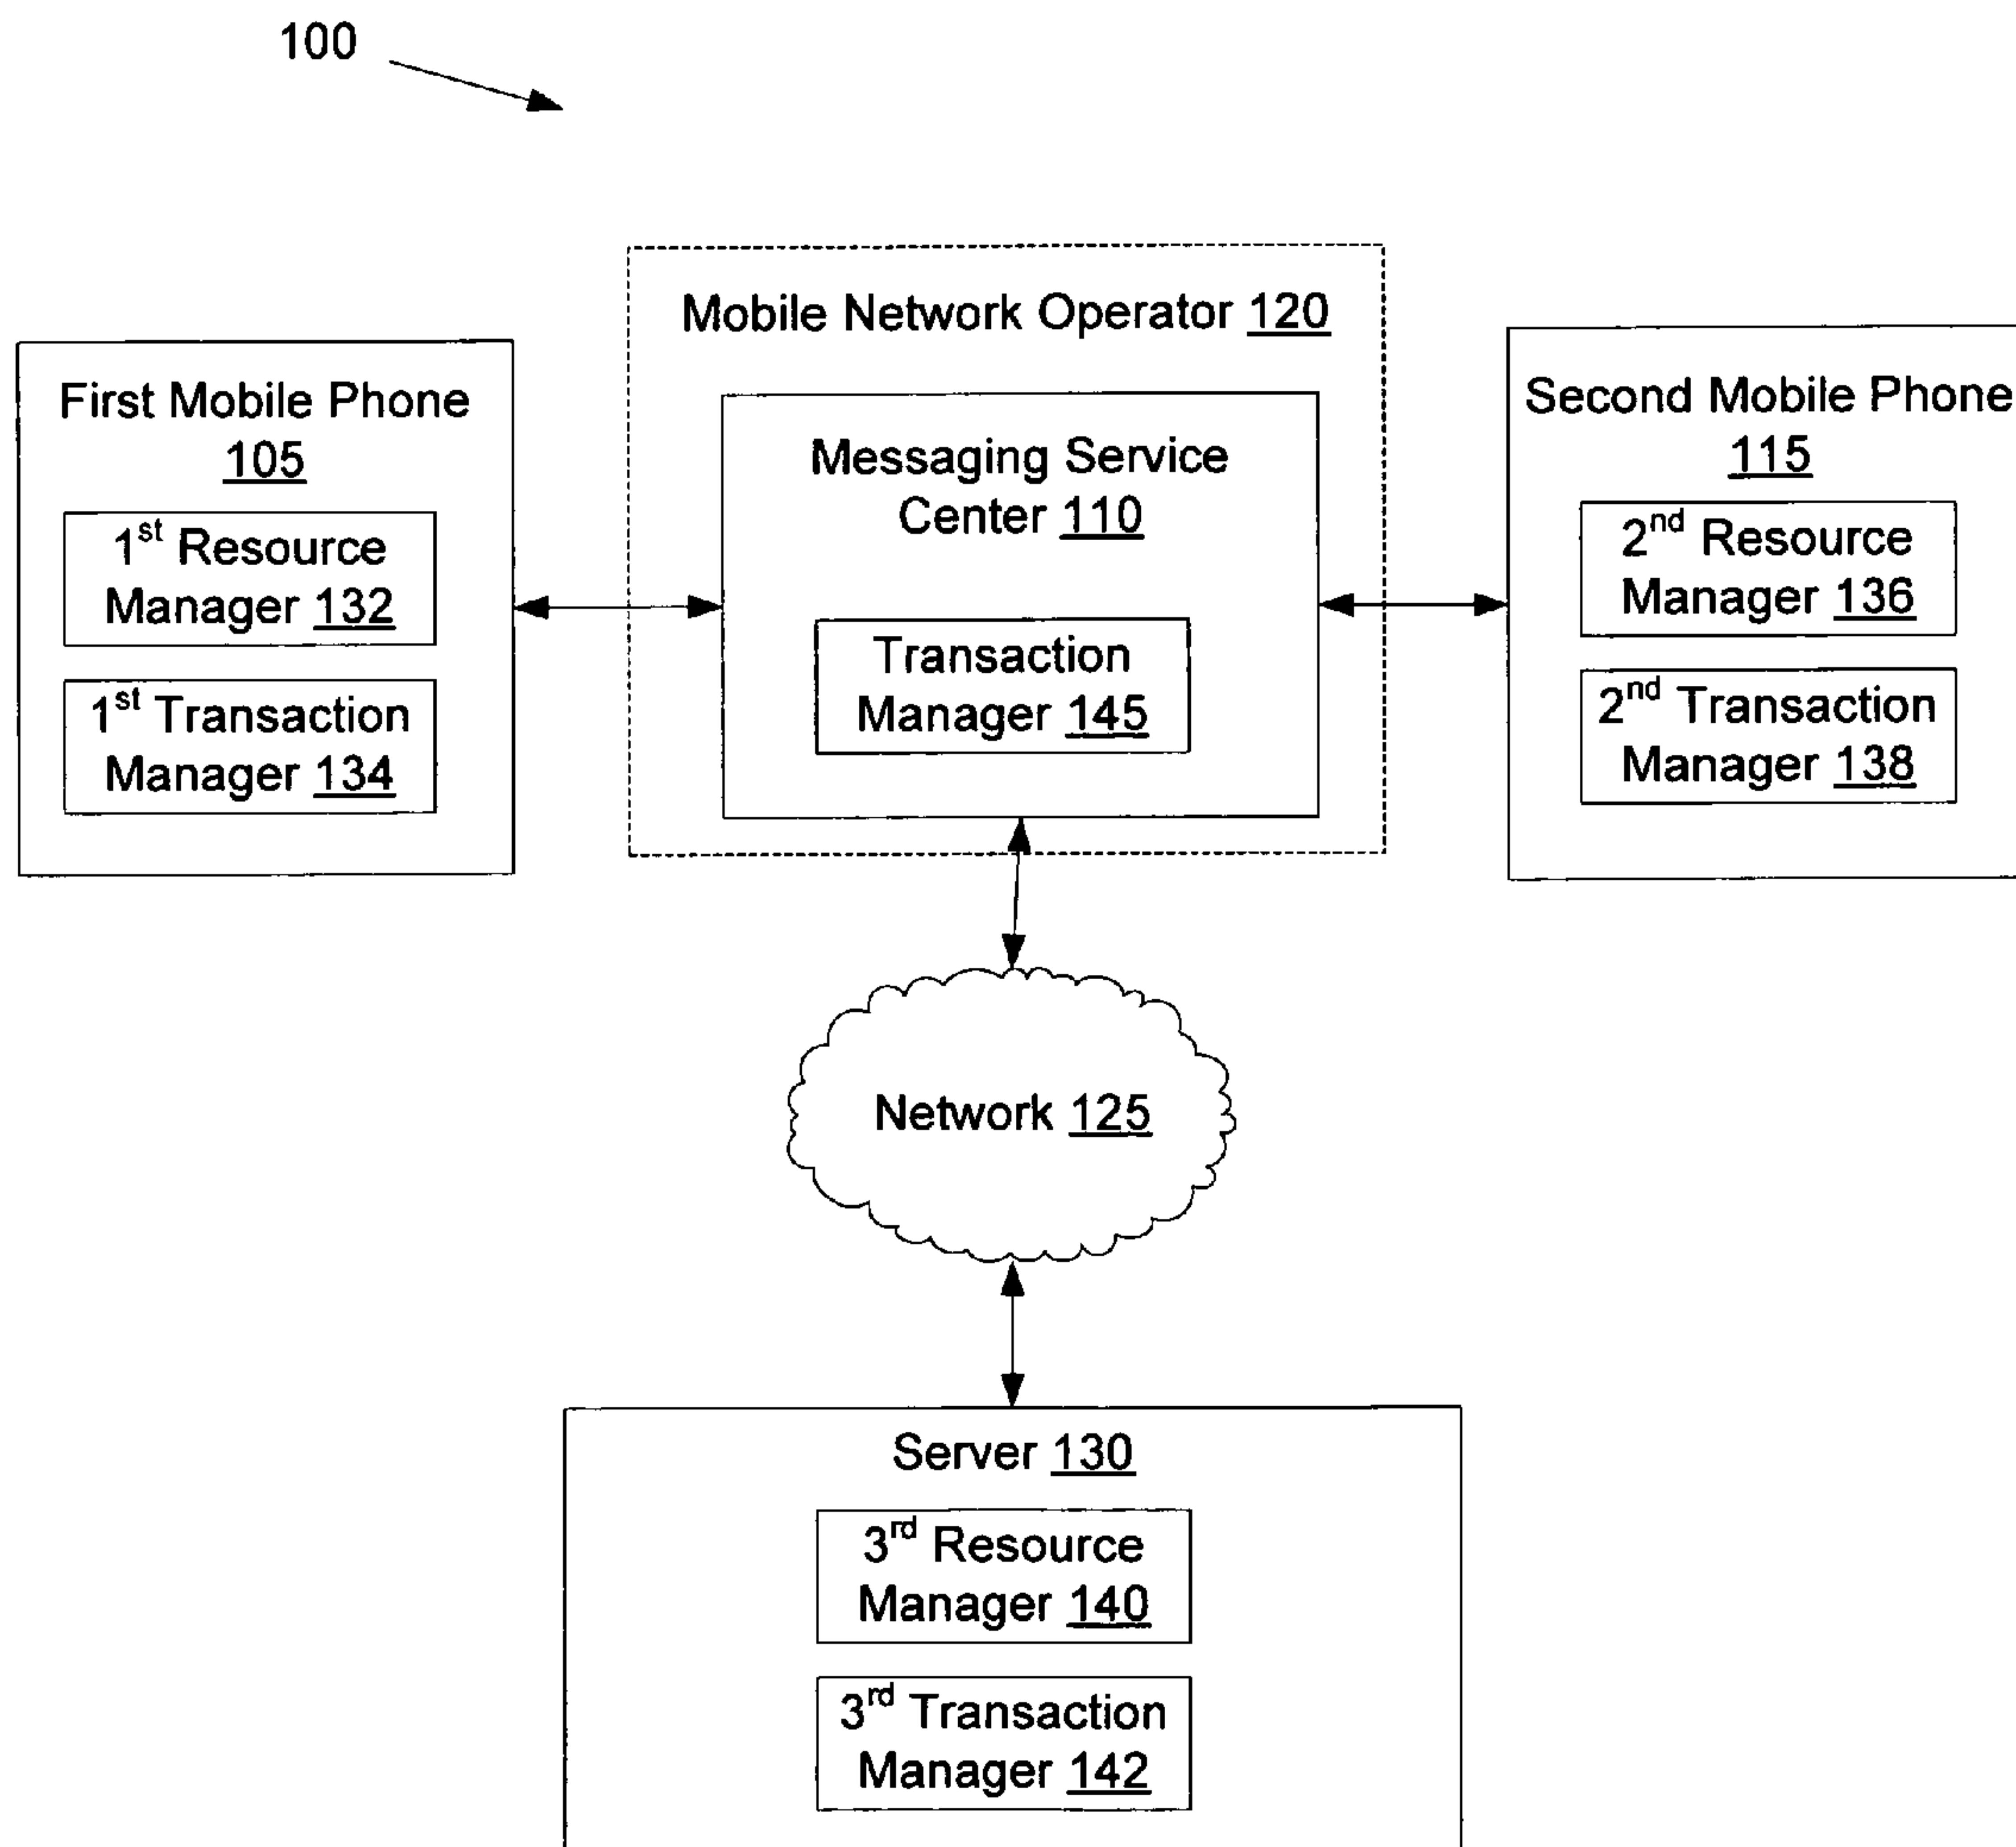 100
Mobile Network Operator 120
First Mobile Phone
105
1st Resource
Manager 132
1st Transaction
Manager 134
Messaging Service
Center 110
Transaction
Manager 145
Second Mobile Phone
115
2nd Resource
Manager 136
2nd Transaction
Manager 138
Network 125
Server 130
3rd Resource
Manager 140
3rd Transaction
Manager 142